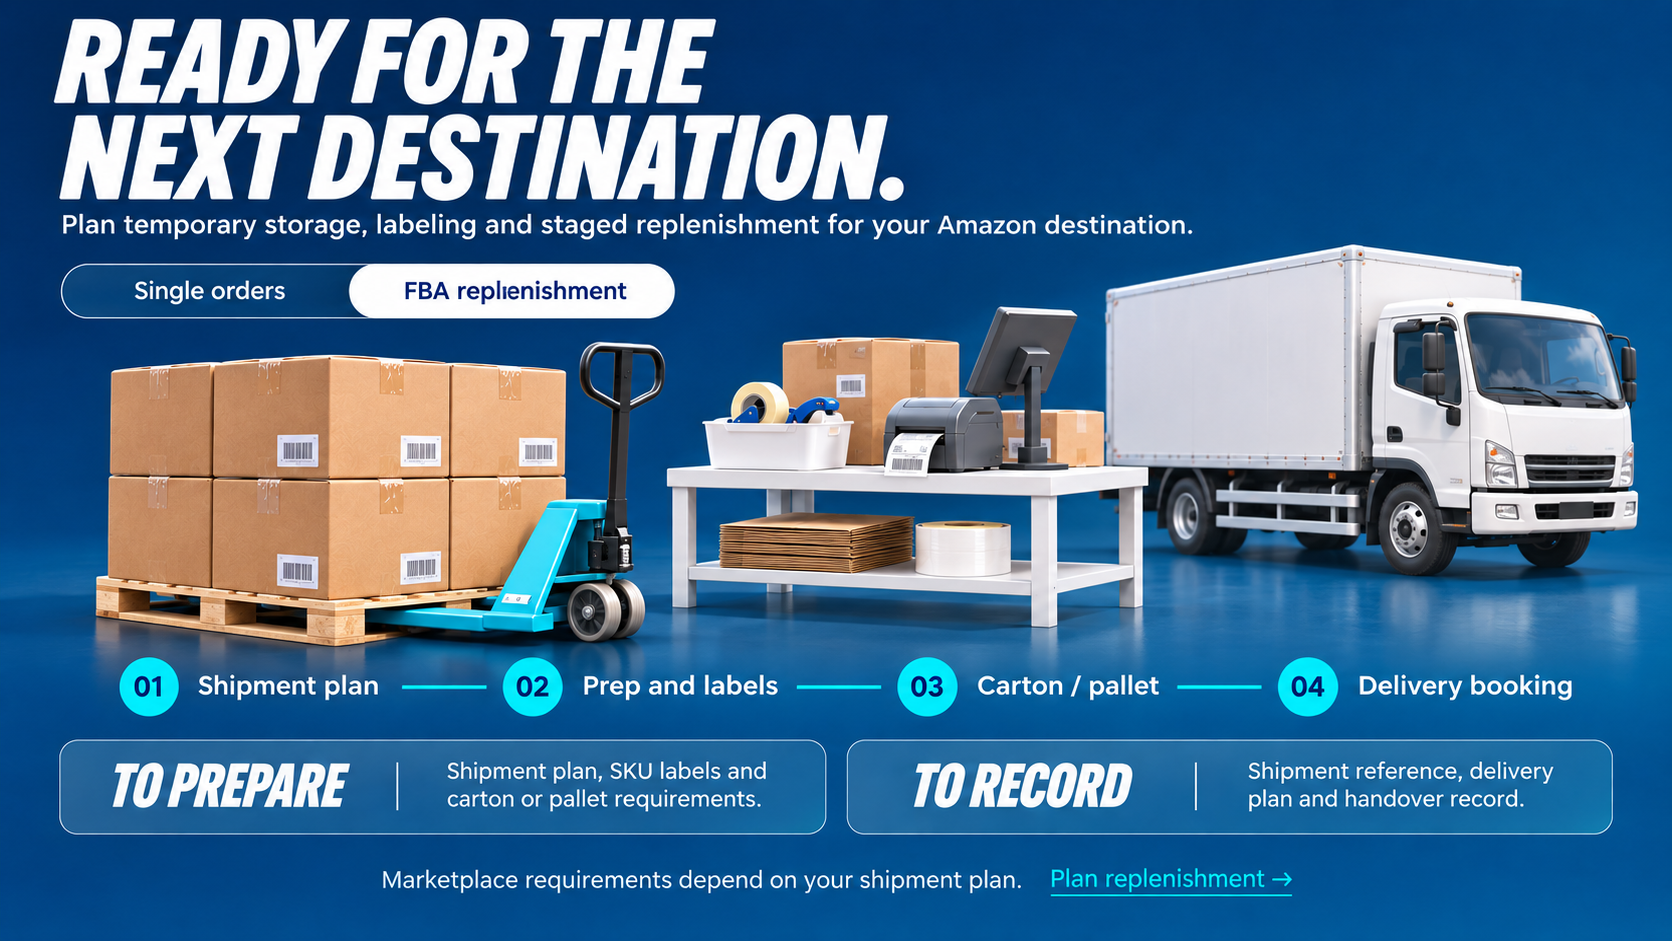 READY FOR THE
NEXT DESTINATION.
Plan temporary storage, labeling and staged replenishment for your Amazon destination.
Single orders
FBA replenishment
01 Shipment plan
02 Prep and labels
03 Carton / pallet
04 Delivery booking
TO PREPARE
Shipment plan, SKU labels and
carton or pallet requirements.
TO RECORD
Shipment reference, delivery
plan and handover record.
Marketplace requirements depend on your shipment plan.
Plan replenishment →